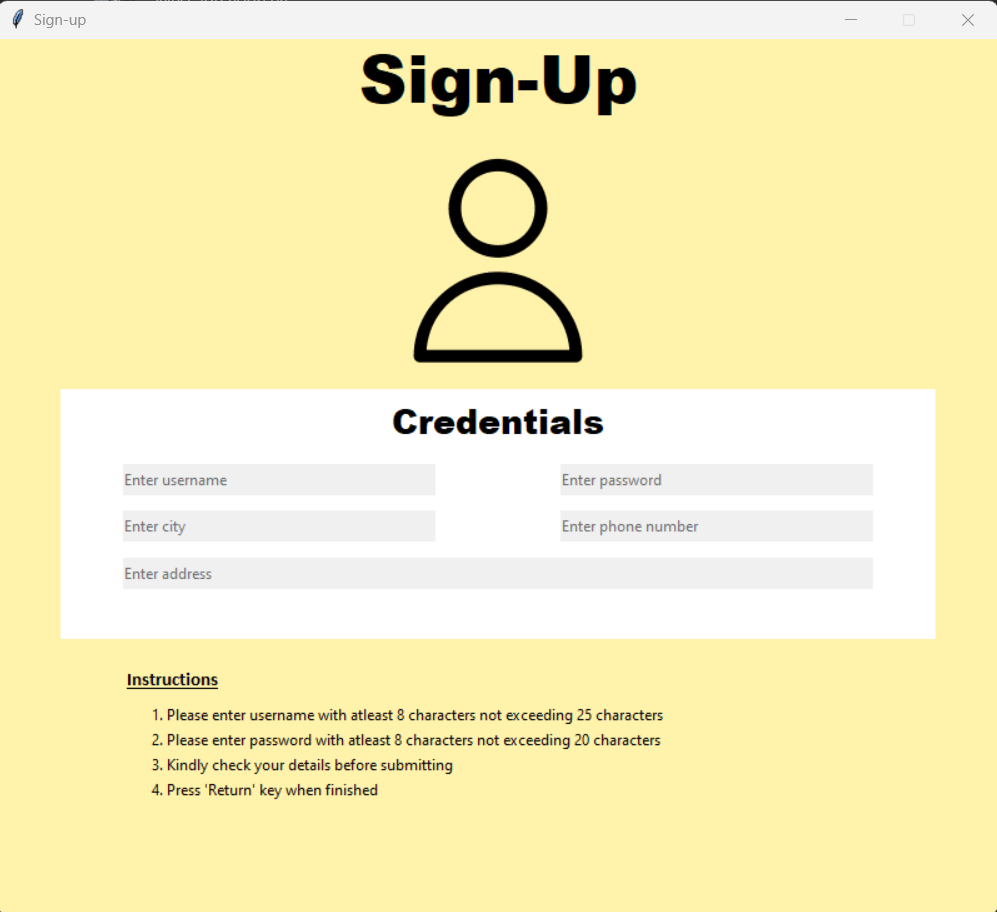 Sign-up
Sign-Up
Credentials
Enter username
Enter password
Enter city
Enter phone number
Enter address
Instructions
1. Please enter username with atleast 8 characters not exceeding 25 characters
2. Please enter password with atleast 8 characters not exceeding 20 characters
3. Kindly check your details before submitting
4. Press 'Return' key when finished